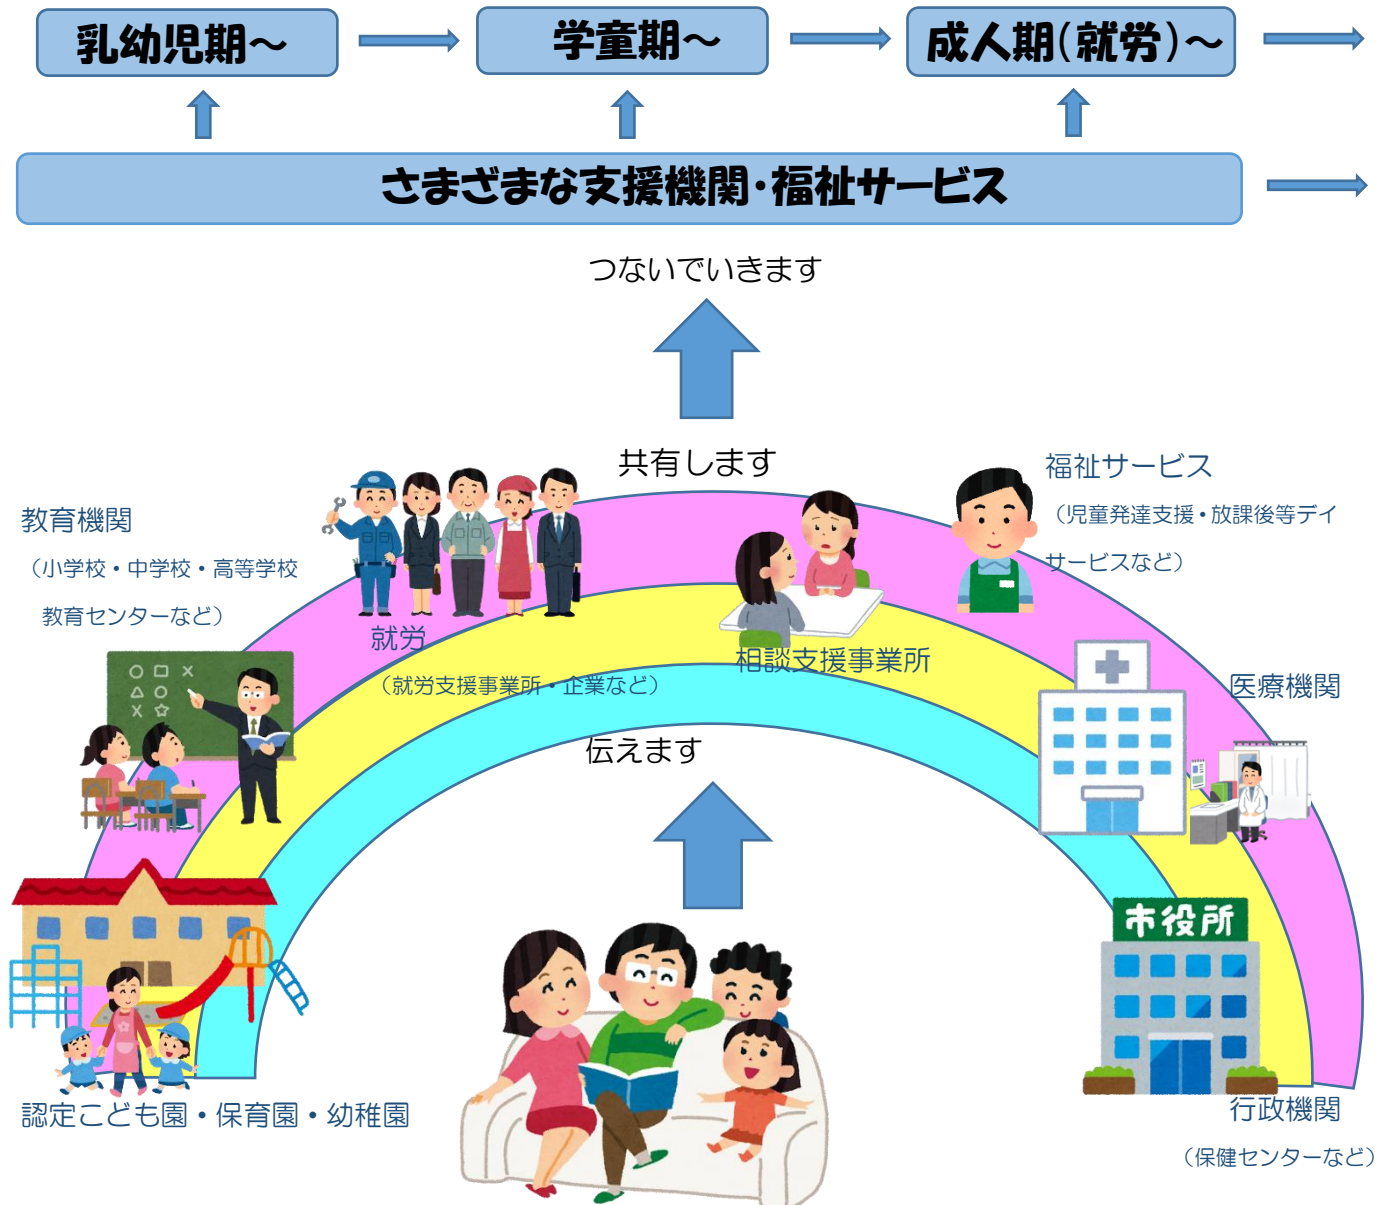 乳幼児期～
学童期～
成人期(就労)～
さまざまな支援機関・福祉サービス
つないでいきます
共有します
福祉サービス
（児童発達支援・放課後等デイ
サービスなど）
教育機関
（小学校・中学校・高等学校
教育センターなど）
就労
（就労支援事業所・企業など）
相談支援事業所
医療機関
伝えます
市役所
認定こども園・保育園・幼稚園
行政機関
（保健センターなど）